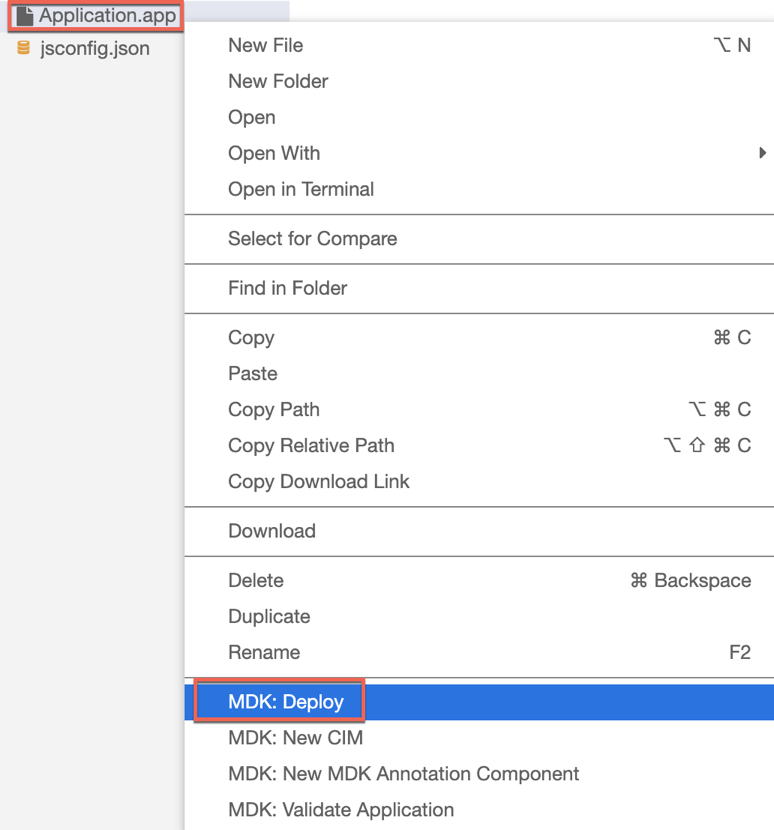 Application.app
jsconfig.json
New File ⌥ N
New Folder
Open
Open With
Open in Terminal
Select for Compare
Find in Folder
Copy ⌘ C
Paste
Copy Path ⌥ ⌘ C
Copy Relative Path ⌥ ⇧ ⌘ C
Copy Download Link
Download
Delete ⌘ Backspace
Duplicate
Rename F2
MDK: Deploy
MDK: New CIM
MDK: New MDK Annotation Component
MDK: Validate Application